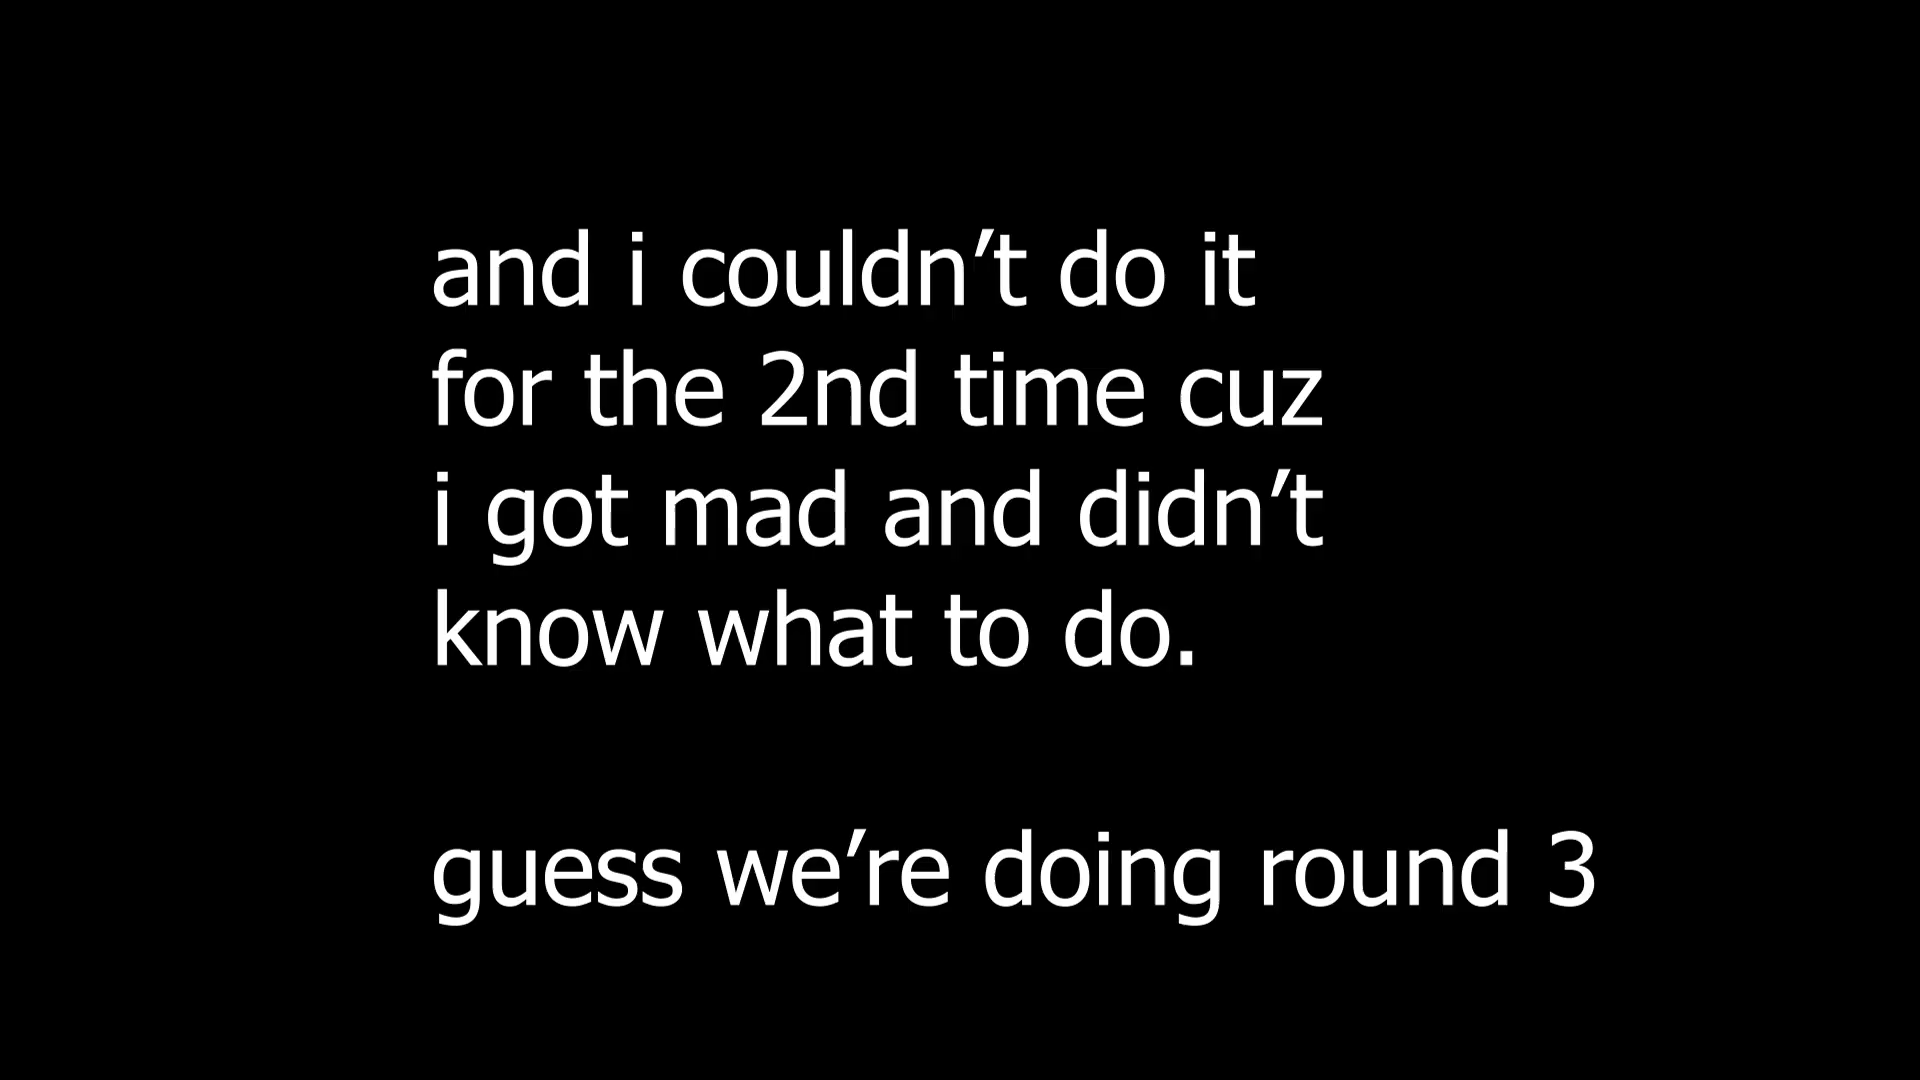 and i couldn’t do it
for the 2nd time cuz
i got mad and didn’t
know what to do.
guess we’re doing round 3